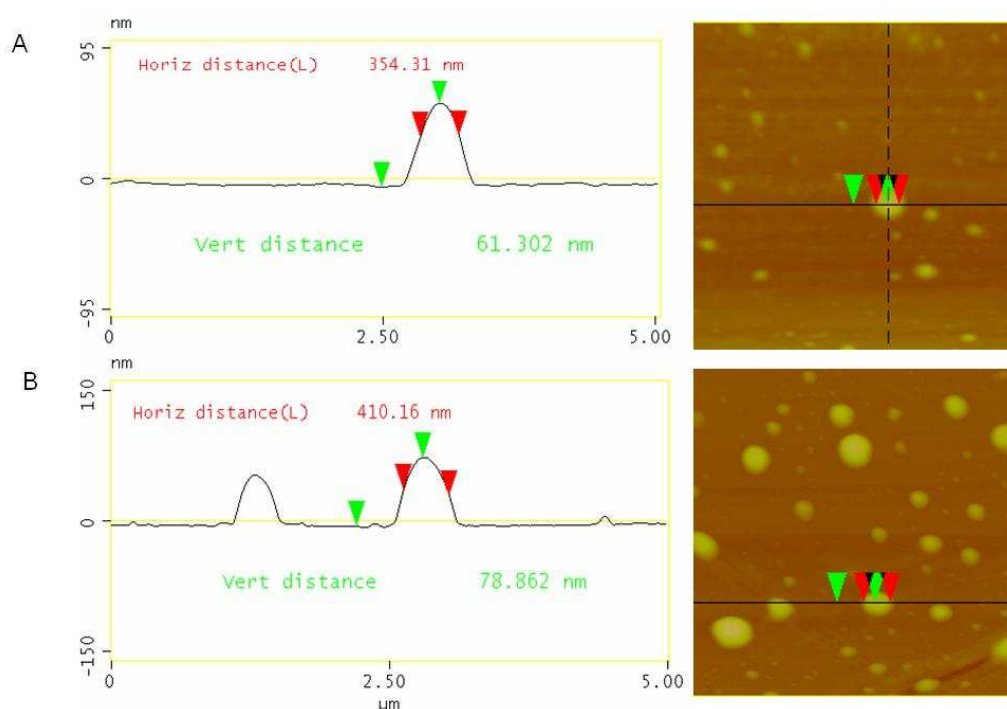 A
nm
95
Horiz distance(L) 354.31 nm
0
Vert distance 61.302 nm
-95
0 2.50 5.00
B
nm
150
Horiz distance(L) 410.16 nm
0
Vert distance 78.862 nm
-150
0 2.50 5.00
μm